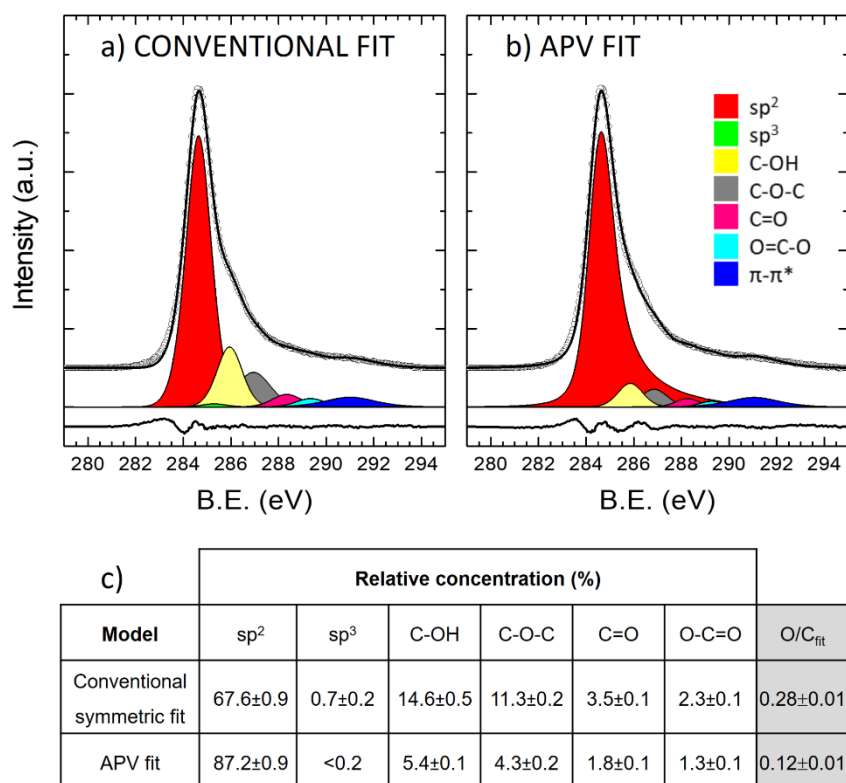 a) CONVENTIONAL FIT
b) APV FIT
sp²
sp³
C-OH
C-O-C
C=O
O=C-O
π-π*
Intensity (a.u.)
280 282 284 286 288 290 292 294
280 282 284 286 288 290 292 294
B.E. (eV)
B.E. (eV)
c)
Relative concentration (%)
Model sp² sp³ C-OH C-O-C C=O O-C=O O/Cfit
Conventional
symmetric fit 67.6±0.9 0.7±0.2 14.6±0.5 11.3±0.2 3.5±0.1 2.3±0.1 0.28±0.01
APV fit 87.2±0.9 <0.2 5.4±0.1 4.3±0.2 1.8±0.1 1.3±0.1 0.12±0.01